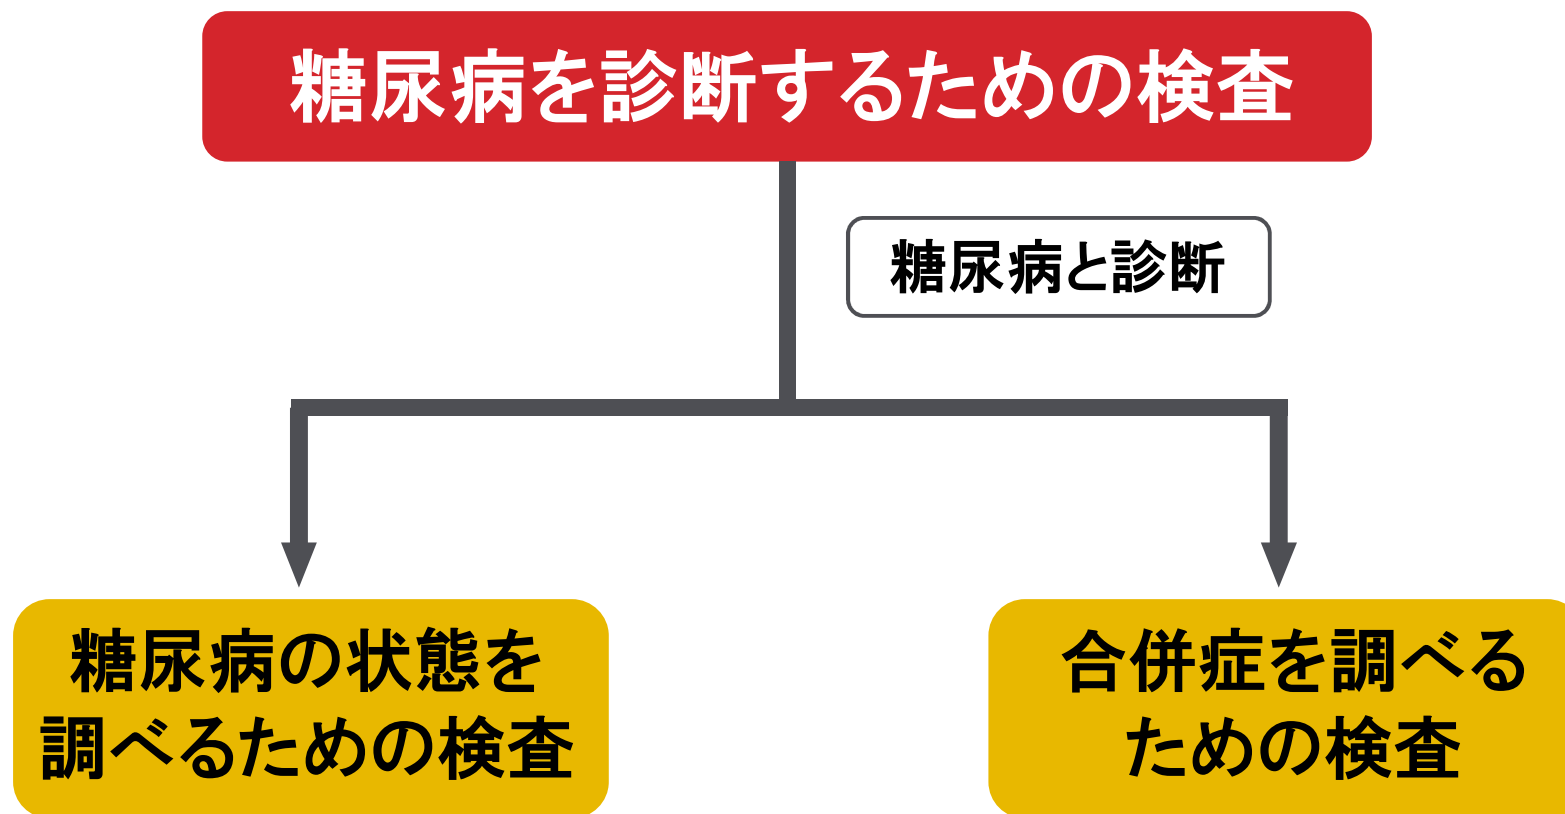 糖尿病を診断するための検査
糖尿病と診断
糖尿病の状態を
調べるための検査
合併症を調べる
ための検査